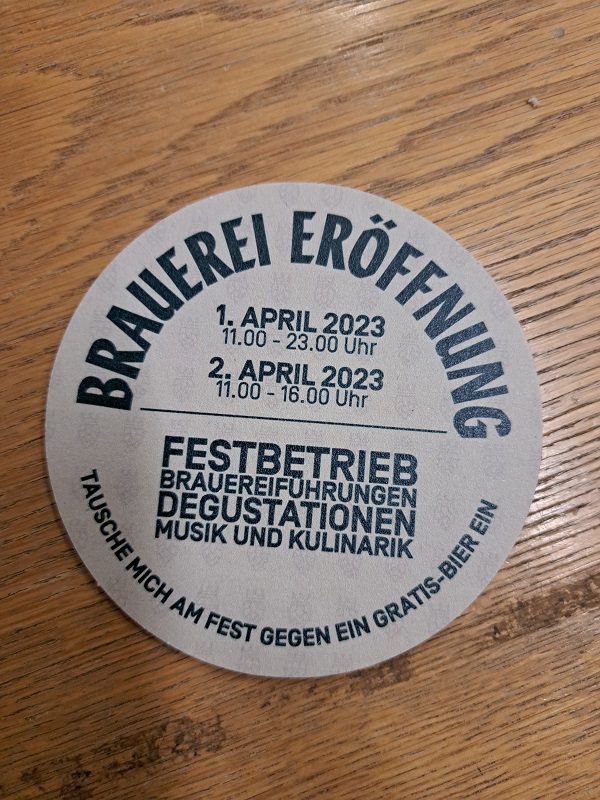 BRAUEREI ERÖFFNUNG
1. APRIL 2023
11.00 - 23.00 Uhr
2. APRIL 2023
11.00 - 16.00 Uhr
FESTBETRIEB
BRAUEREIFÜHRUNGEN
DEGUSTATIONEN
MUSIK UND KULINARIK
TAUSCHE MICH AM FEST GEGEN EIN GRATIS-BIER EIN